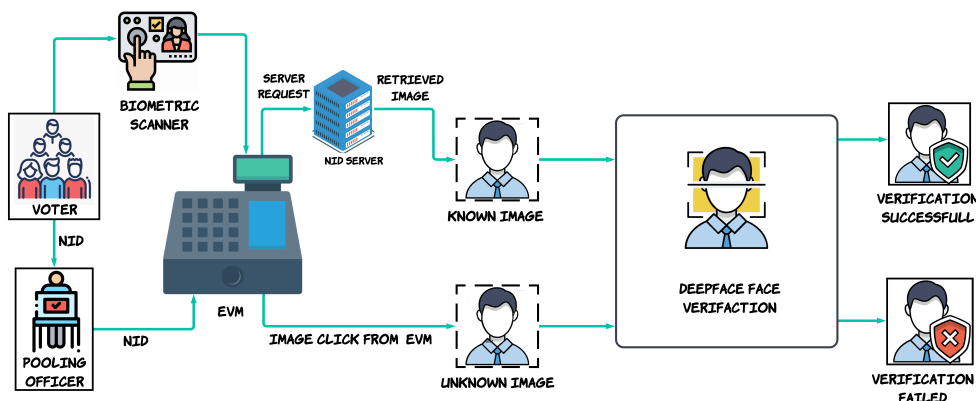 BIOMETRIC
SCANNER
SERVER
REQUEST
RETRIEVED
IMAGE
NID SERVER
VOTER
KNOWN IMAGE
VERIFICATION
SUCCESSFULL
NID
DEEPFACE FACE
VERIFACTION
EVM
NID
IMAGE CLICK FROM EVM
POOLING
OFFICER
UNKNOWN IMAGE
VERIFICATION
FAILED